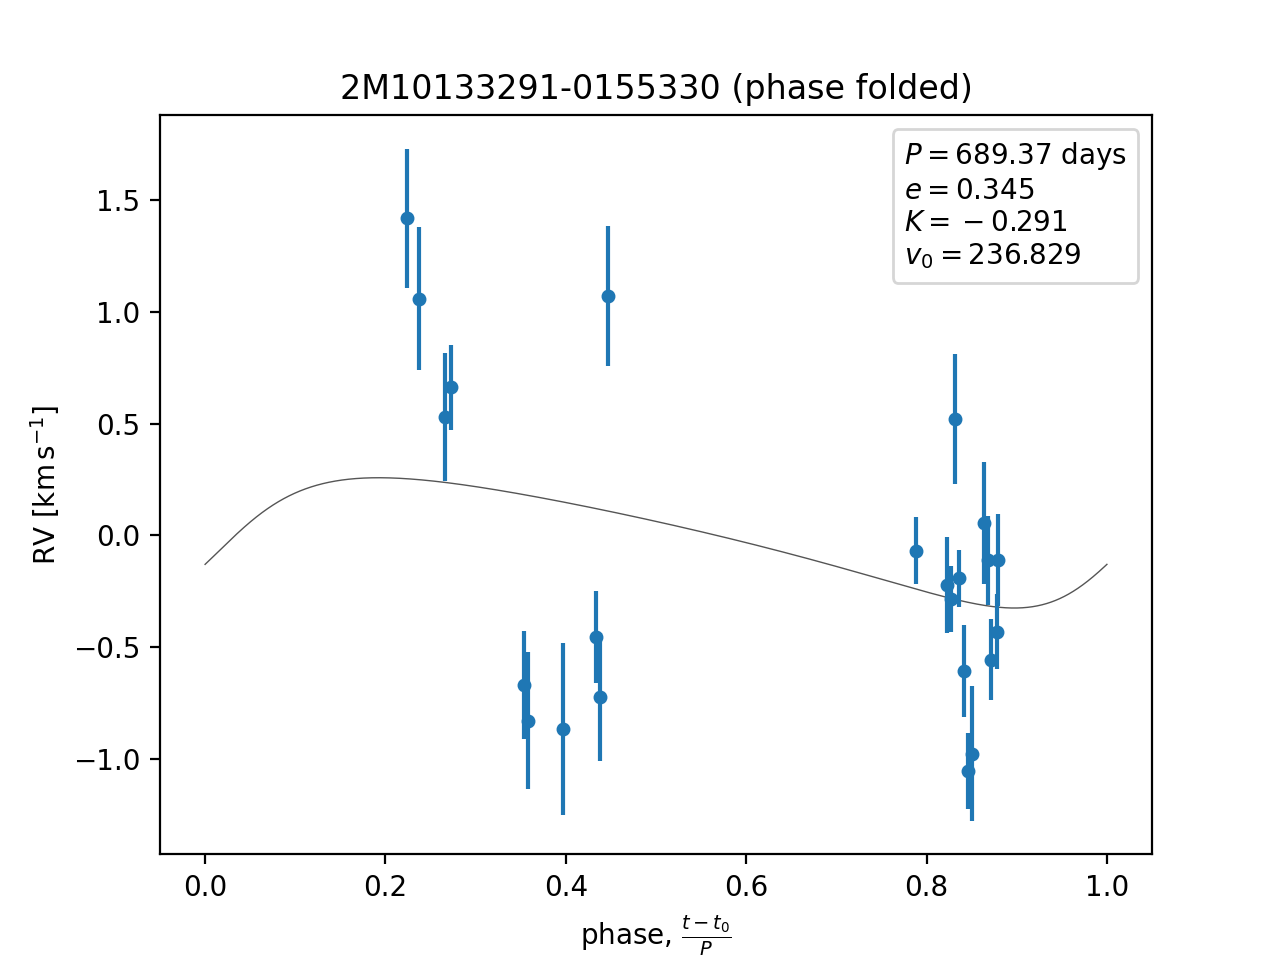 2M10133291-0155330 (phase folded)
P = 689.37 days
e = 0.345
K = −0.291
v₀ = 236.829
1.5
1.0
0.5
0.0
−0.5
−1.0
RV [km s⁻¹]
0.0 0.2 0.4 0.6 0.8 1.0
phase, (t − t₀)/P